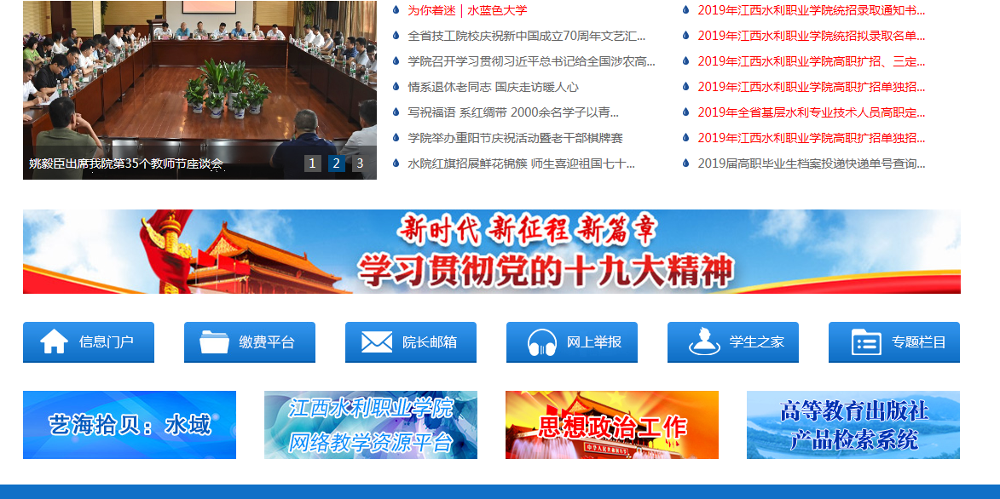 为你着迷 | 水蓝色大学
全省技工院校庆祝新中国成立70周年文艺汇...
学院召开学习贯彻习近平总书记给全国涉农高...
情系退休老同志 国庆走访暖人心
写祝福语 系红绸带 2000余名学子以青...
学院举办重阳节庆祝活动暨老干部棋牌赛
水院红旗招展鲜花锦簇 师生喜迎祖国七十...
2019年江西水利职业学院统招录取通知书...
2019年江西水利职业学院统招拟录取名单...
2019年江西水利职业学院高职扩招、三定...
2019年江西水利职业学院高职扩招单独招...
2019年全省基层水利专业技术人员高职定...
2019年江西水利职业学院高职扩招单独招...
2019届高职毕业生档案投递快递单号查询...
姚毅臣出席我院第35个教师节座谈会
1 2 3
新时代 新征程 新篇章
学习贯彻党的十九大精神
信息门户
缴费平台
院长邮箱
网上举报
学生之家
专题栏目
艺海拾贝：水域
江西水利职业学院
网络教学资源平台
思想政治工作
高等教育出版社
产品检索系统